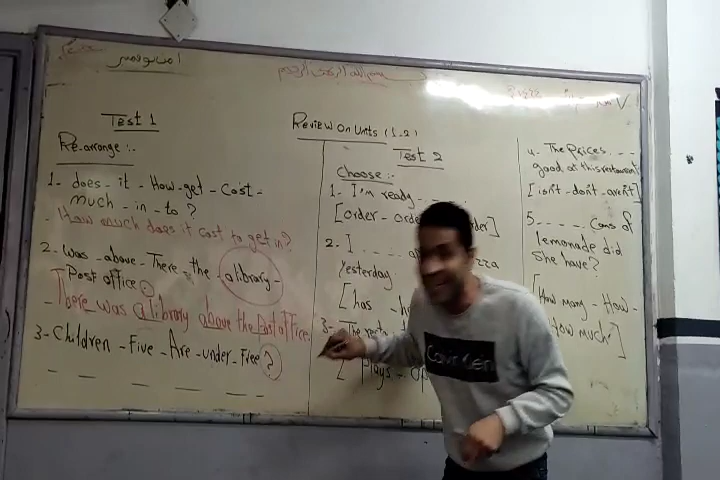 بسم الله الرحمن الرحيم
Test 1
Re-arrange :-
1- does - it - How - get - Cost -
much - in - to ?
- How much does it cost to get in?
2- was - above - There - the - a library -
Post office .
- There was a library above the Post office
3- Children - Five - Are - under - Free ?
Review On Units (1-2)
Test 2
Choose :-
1- I'm ready
[order - order
2-
Yesterday.
[has
3- The
[Plays
4- The Prices . . . .
good at this restaurant
[isn't - don't - aren't]
5 . . . . . Cans of
lemonade did
she have?
[How many - How -
How much]
Calvin Klein